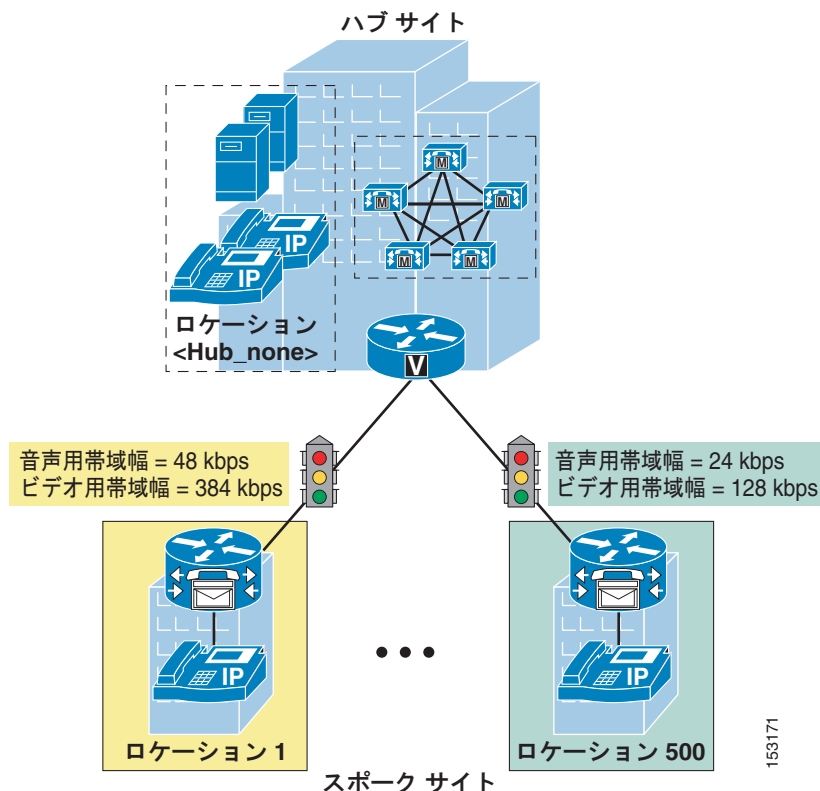 ハブ サイト
M
M
M
M
M
IP
IP
ロケーション
<Hub_none>
V
音声用帯域幅 = 48 kbps
ビデオ用帯域幅 = 384 kbps
音声用帯域幅 = 24 kbps
ビデオ用帯域幅 = 128 kbps
IP
IP
ロケーション 1
ロケーション 500
スポーク サイト
153171